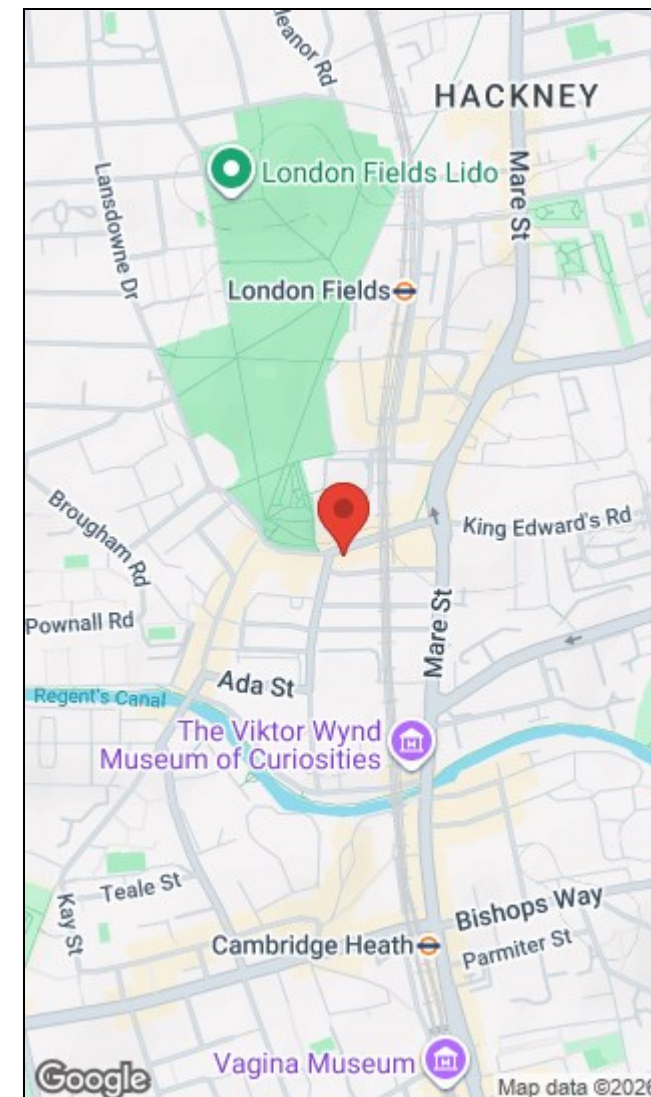 eleanor Rd
HACKNEY
London Fields Lido
Mare St
Lansdowne Dr
London Fields
Brougham Rd
King Edward's Rd
Pownall Rd
Mare St
Ada St
Regent's Canal
The Viktor Wynd
Museum of Curiosities
Teale St
Kay St
Bishops Way
Cambridge Heath
Parmiter St
Vagina Museum
Google
Map data ©2026